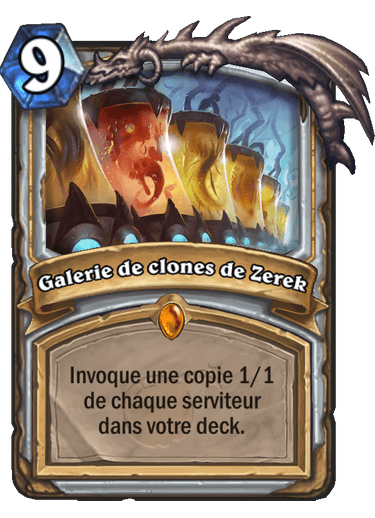 9
Galerie de clones de Zerek
Invoque une copie 1/1
de chaque serviteur
dans votre deck.